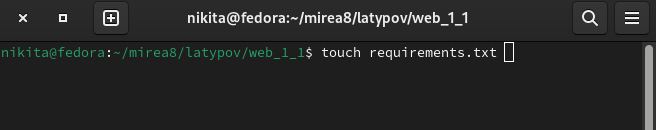 nikita@fedora:~/mirea8/latypov/web_1_1
nikita@fedora:~/mirea8/latypov/web_1_1$ touch requirements.txt